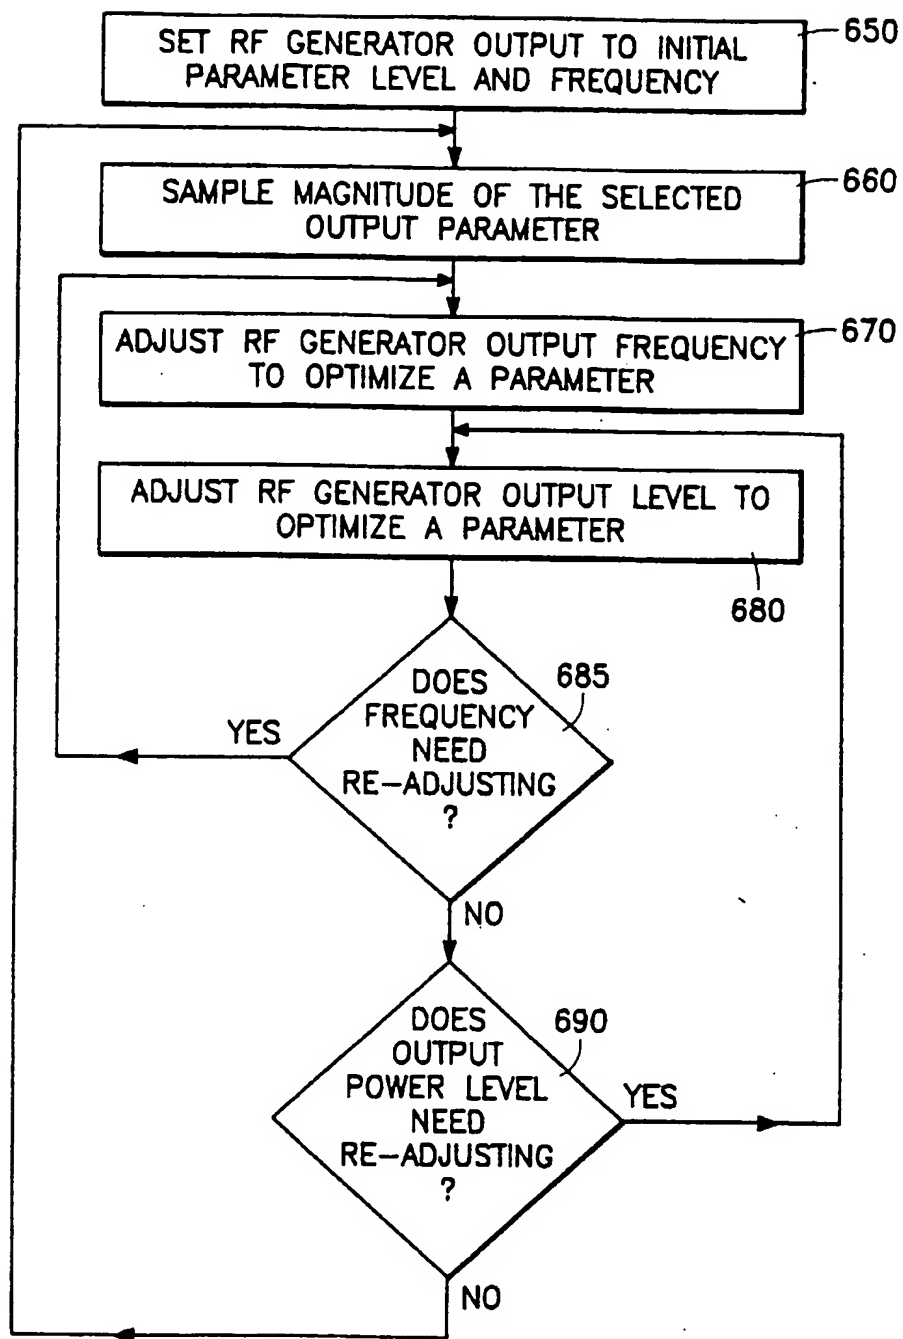 SET RF GENERATOR OUTPUT TO INITIAL
PARAMETER LEVEL AND FREQUENCY
650
SAMPLE MAGNITUDE OF THE SELECTED
OUTPUT PARAMETER
660
ADJUST RF GENERATOR OUTPUT FREQUENCY
TO OPTIMIZE A PARAMETER
670
ADJUST RF GENERATOR OUTPUT LEVEL TO
OPTIMIZE A PARAMETER
680
DOES
FREQUENCY
NEED
RE-ADJUSTING
?
685
YES
NO
DOES
OUTPUT
POWER LEVEL
NEED
RE-ADJUSTING
?
690
YES
NO